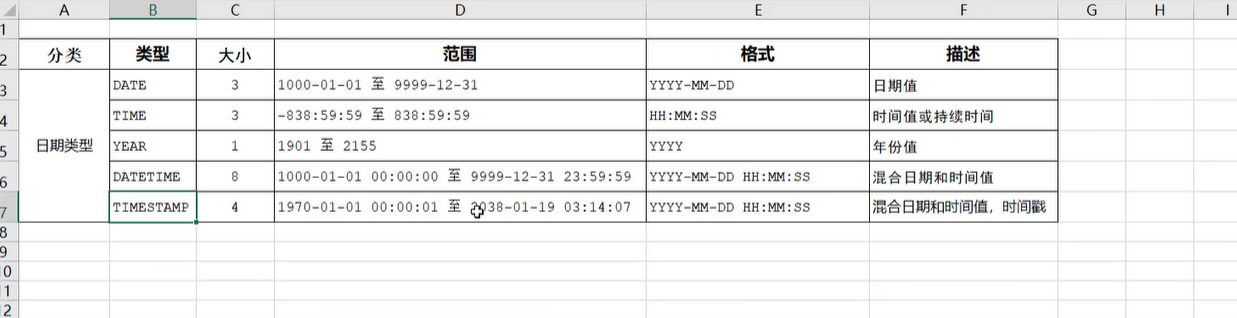 A B C D E F G H I
1
2 分类 类型 大小 范围 格式 描述
3 DATE 3 1000-01-01 至 9999-12-31 YYYY-MM-DD 日期值
4 TIME 3 -838:59:59 至 838:59:59 HH:MM:SS 时间值或持续时间
5 日期类型 YEAR 1 1901 至 2155 YYYY 年份值
6 DATETIME 8 1000-01-01 00:00:00 至 9999-12-31 23:59:59 YYYY-MM-DD HH:MM:SS 混合日期和时间值
7 TIMESTAMP 4 1970-01-01 00:00:01 至 2038-01-19 03:14:07 YYYY-MM-DD HH:MM:SS 混合日期和时间值，时间戳
8
9
10
11
12